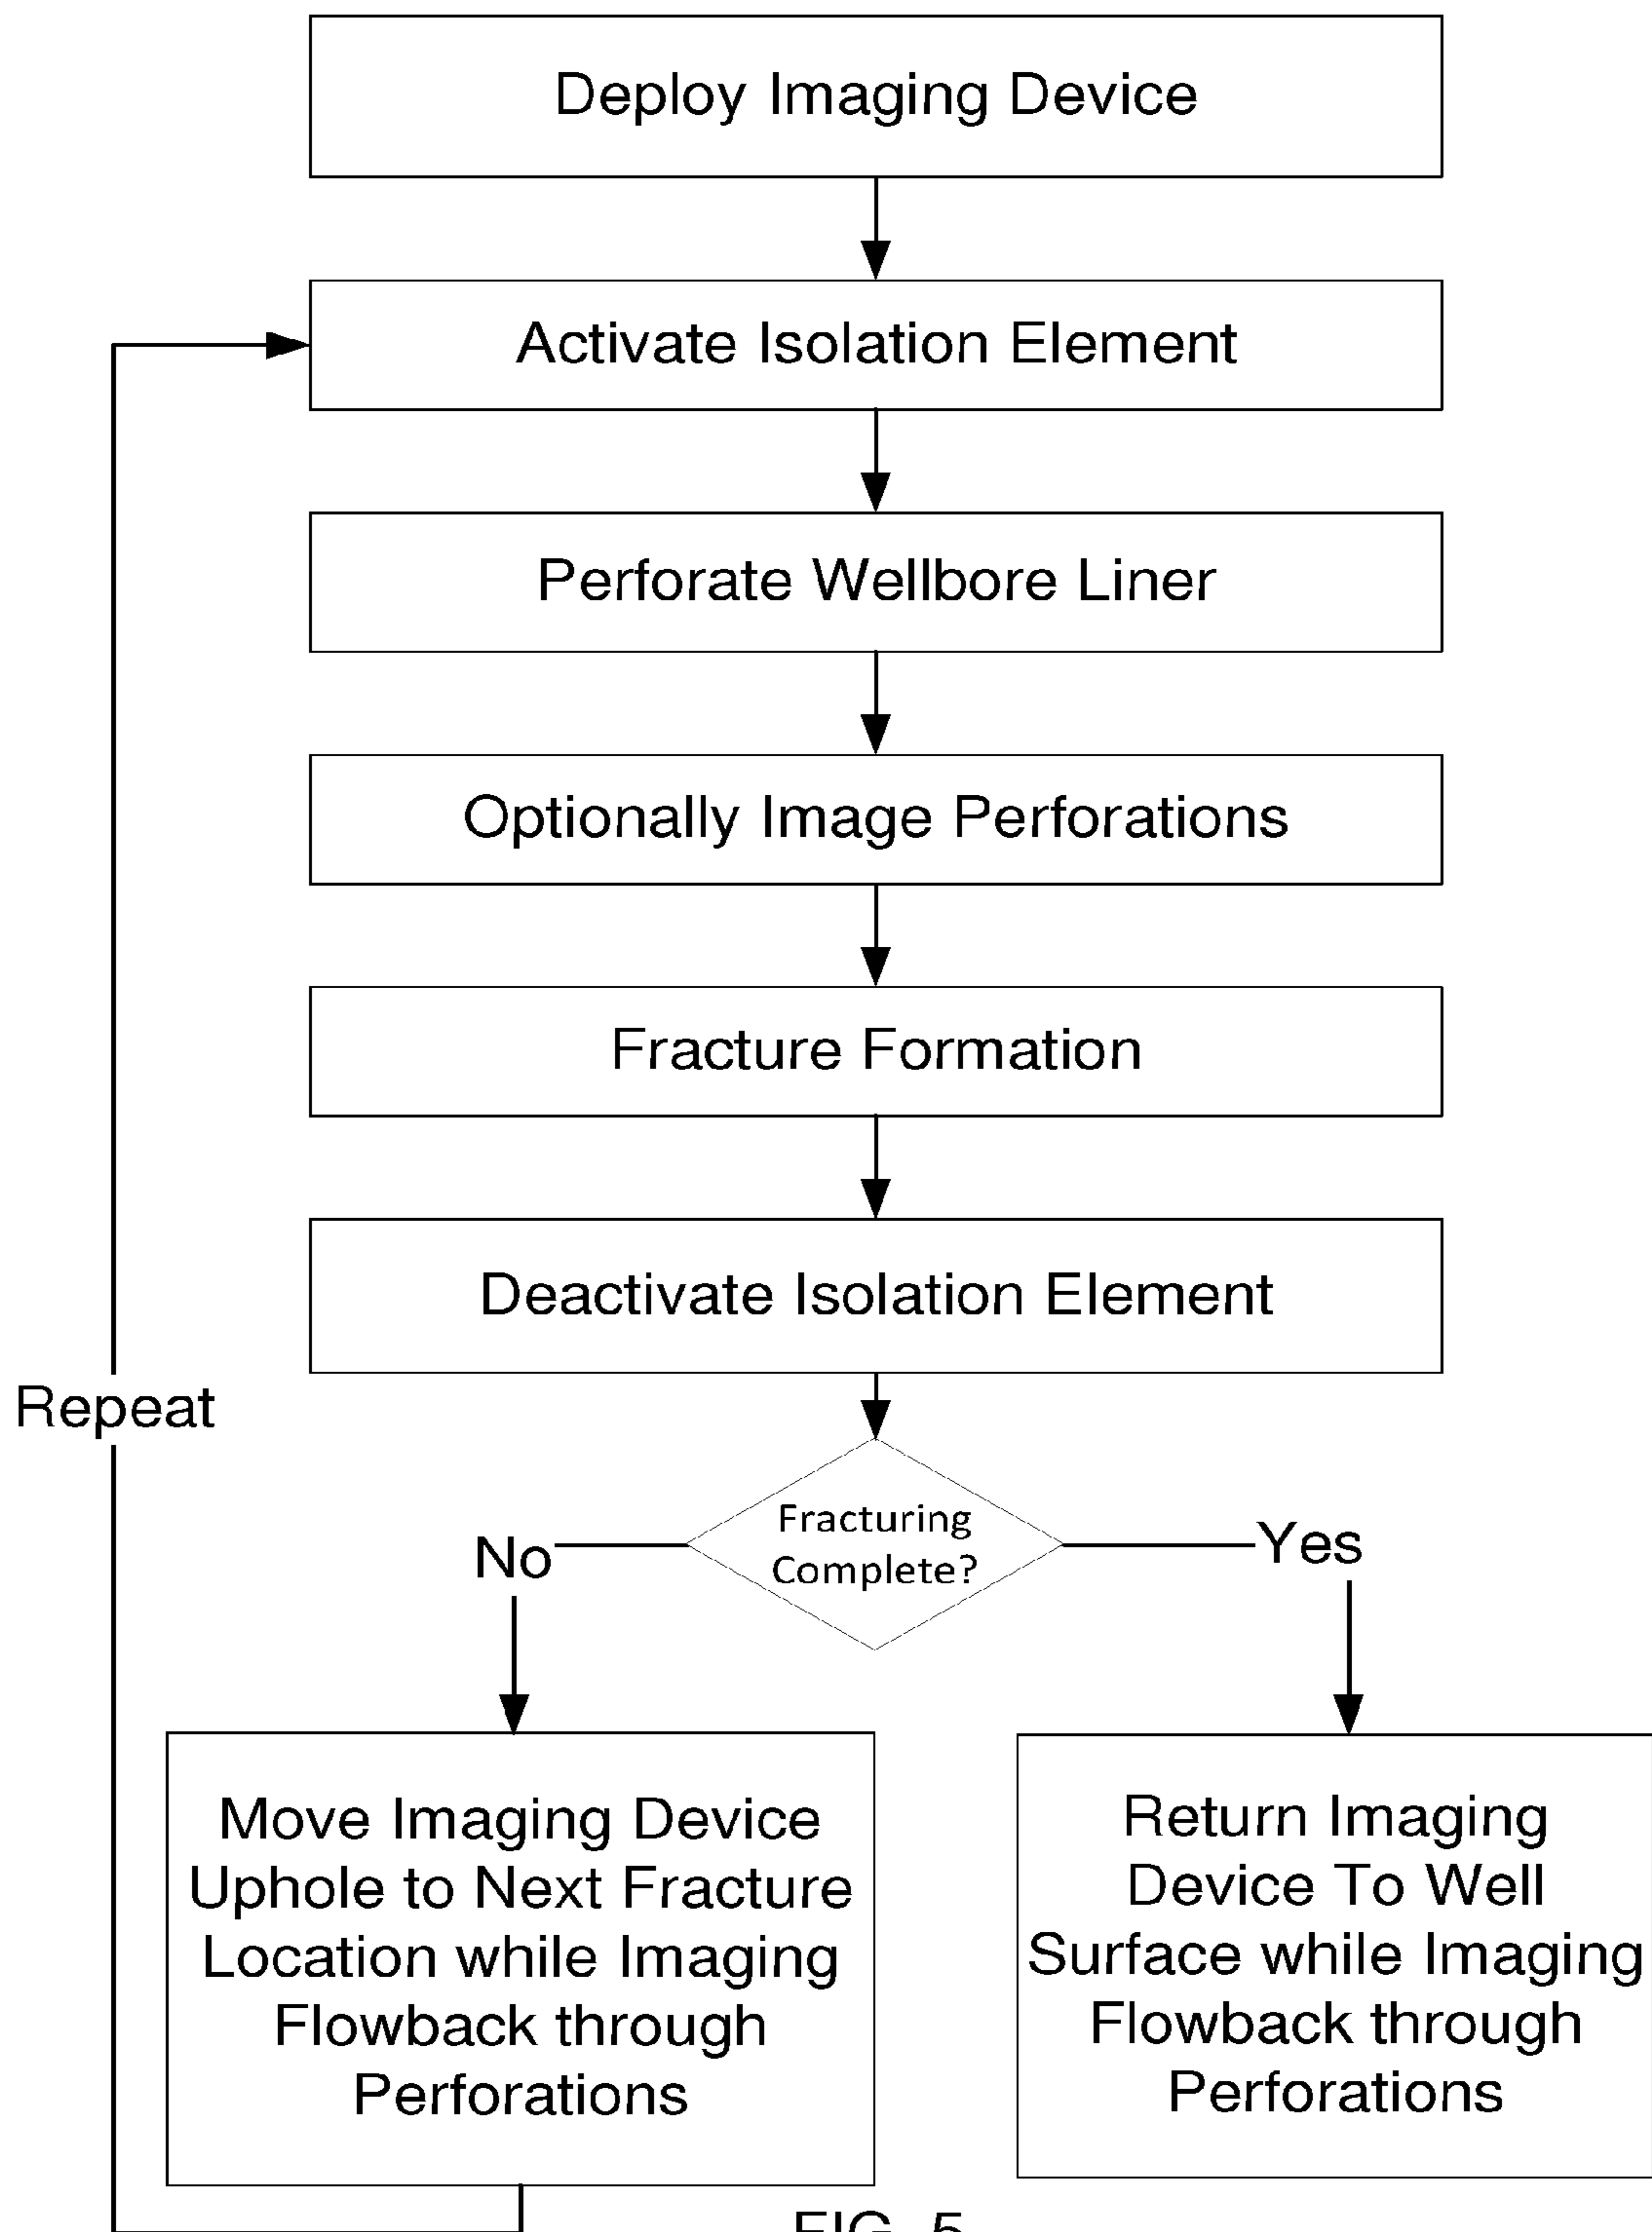 Deploy Imaging Device
Activate Isolation Element
Perforate Wellbore Liner
Optionally Image Perforations
Fracture Formation
Deactivate Isolation Element
Repeat
Fracturing
Complete?
No
Yes
Move Imaging Device
Uphole to Next Fracture
Location while Imaging
Flowback through
Perforations
Return Imaging
Device To Well
Surface while Imaging
Flowback through
Perforations
FIG. 5